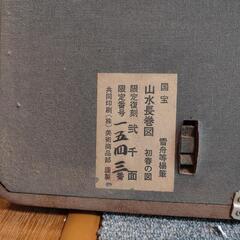 国宝
山水長巻図　初春の図
雪舟等楊筆
限定復刻　弐千面
限定番号　一五四三番
共同印刷(株)美術商品部　謹製